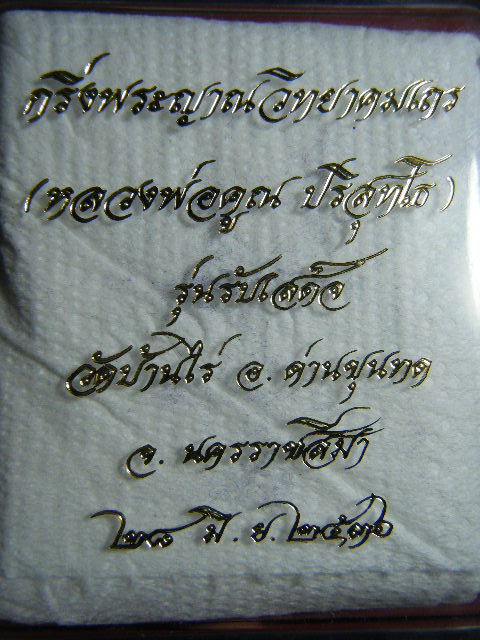 กริ่งพระญาณวิทยาคมเถร
(หลวงพ่อคูณ ปริสุทโธ)
รุ่นรับเสด็จ
วัดบ้านไร่ อ. ด่านขุนทด
จ. นครราชสีมา
๒๘ มิ. ย. ๒๕๓๖